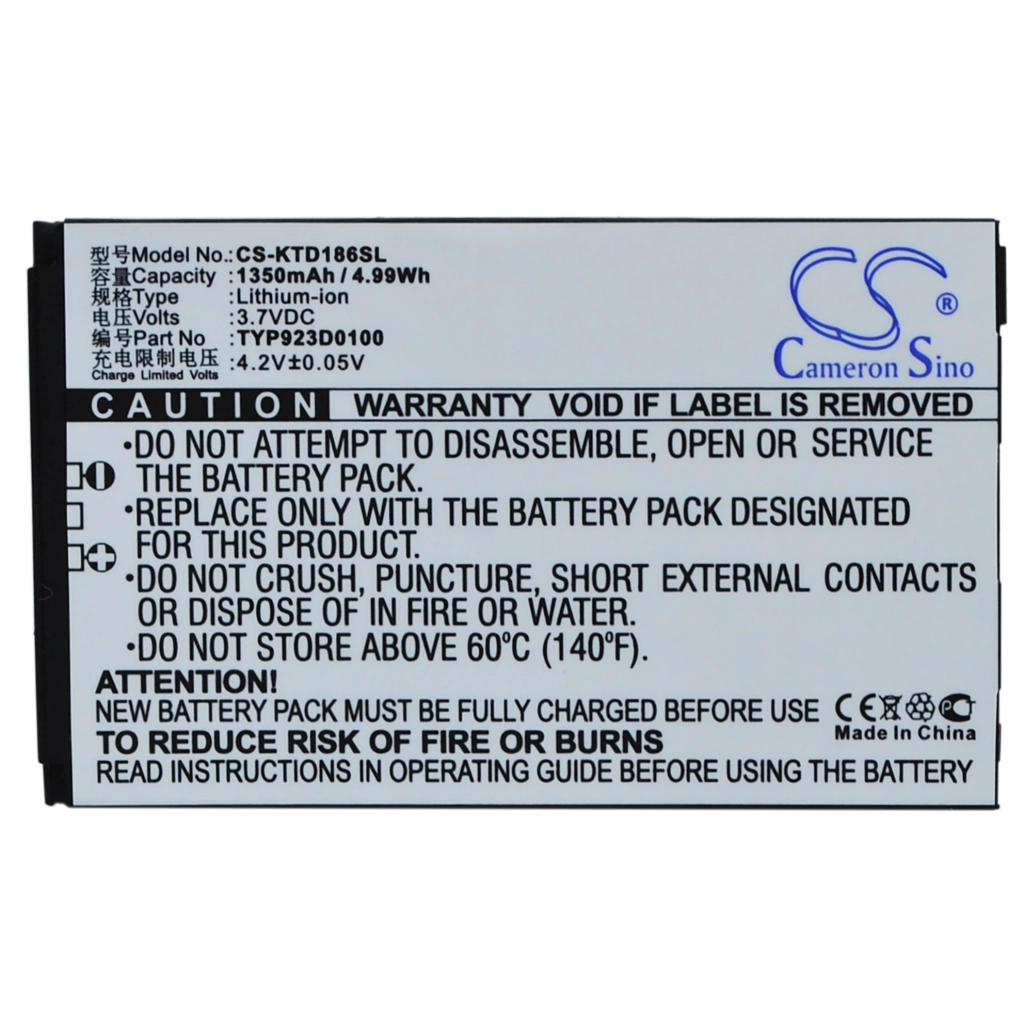 型号Model No.:CS-KTD186SL
容量Capacity :1350mAh / 4.99Wh
规格Type :Lithium-ion
电压Volts :3.7VDC
编号Part No :TYP923D0100
充电限制电压
Charge Limited Volts :4.2V±0.05V
CS®
Cameron Sino
CAUTION WARRANTY VOID IF LABEL IS REMOVED
•DO NOT ATTEMPT TO DISASSEMBLE, OPEN OR SERVICE
THE BATTERY PACK.
•REPLACE ONLY WITH THE BATTERY PACK DESIGNATED
FOR THIS PRODUCT.
•DO NOT CRUSH, PUNCTURE, SHORT EXTERNAL CONTACTS
OR DISPOSE OF IN FIRE OR WATER.
•DO NOT STORE ABOVE 60ºC (140ºF).
ATTENTION!
NEW BATTERY PACK MUST BE FULLY CHARGED BEFORE USE
CE PCT
Made In China
TO REDUCE RISK OF FIRE OR BURNS
READ INSTRUCTIONS IN OPERATING GUIDE BEFORE USING THE BATTERY